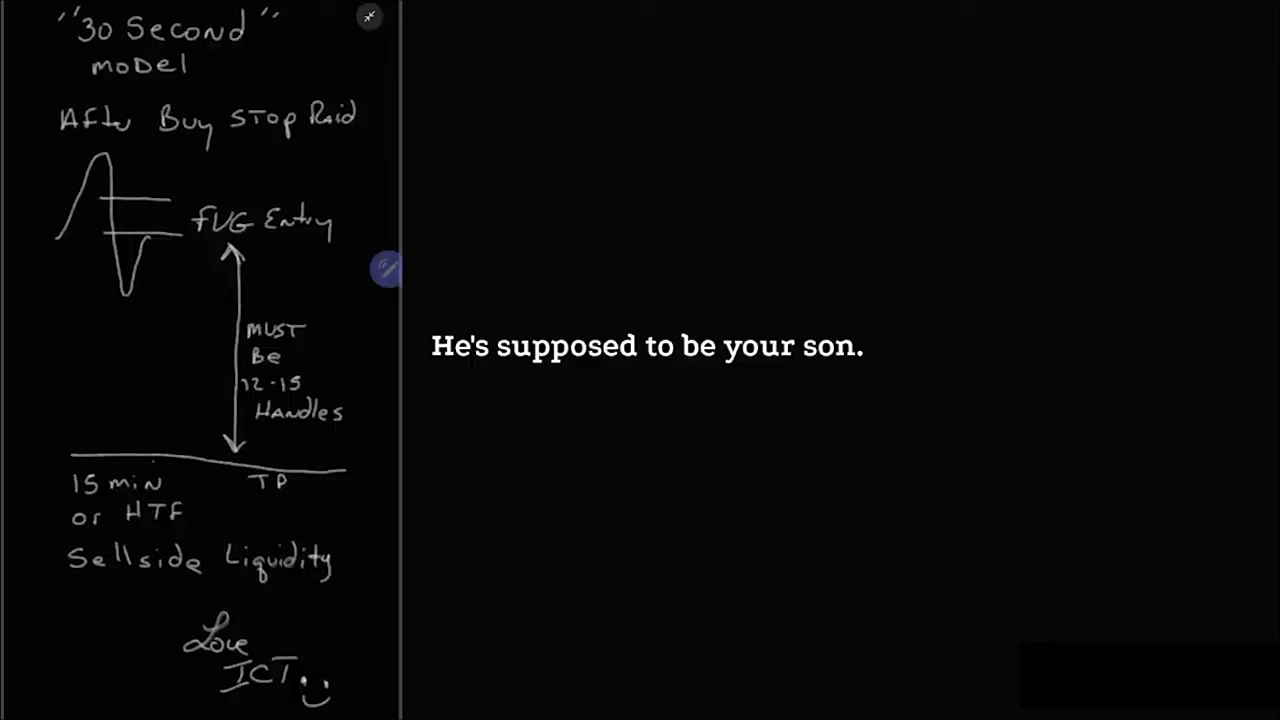 "30 Second"
model
After Buy STop Raid
FVG Entry
MUST
Be
12-15
HANdles
15 min
TP
or HTF
Sellside Liquidity
Love
ICT
He's supposed to be your son.